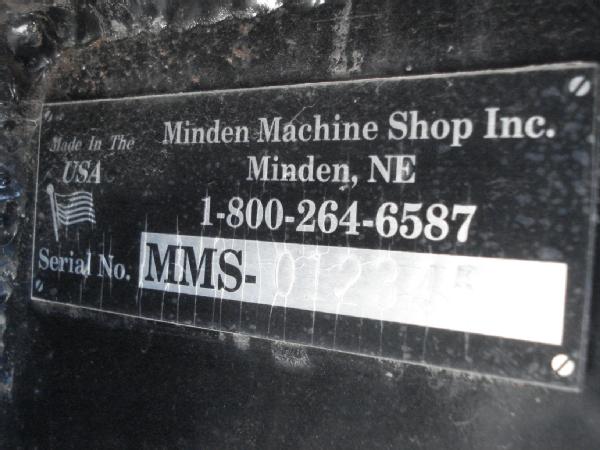 Made In The
USA
Minden Machine Shop Inc.
Minden, NE
1-800-264-6587
Serial No. MMS-